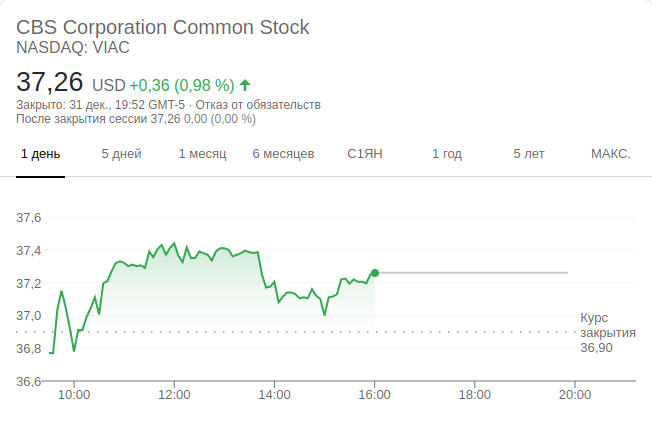 CBS Corporation Common Stock
NASDAQ: VIAC
37,26 USD +0,36 (0,98 %)
Закрыто: 31 дек., 19:52 GMT-5 · Отказ от обязательств
После закрытия сессии 37,26 0,00 (0,00 %)
1 день 5 дней 1 месяц 6 месяцев С1ЯН 1 год 5 лет МАКС.
37,6
37,4
37,2
37,0
36,8
36,6
Курс
закрытия
36,90
10:00 12:00 14:00 16:00 18:00 20:00